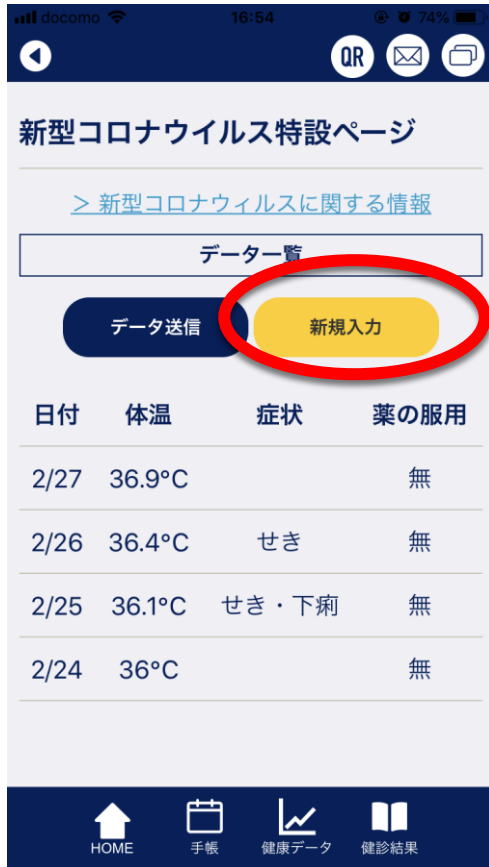 docomo 16:54 74%
QR
新型コロナウイルス特設ページ
> 新型コロナウィルスに関する情報
データ一覧
データ送信 新規入力
日付 体温 症状 薬の服用
2/27 36.9°C 無
2/26 36.4°C せき 無
2/25 36.1°C せき・下痢 無
2/24 36°C 無
HOME 手帳 健康データ 健診結果